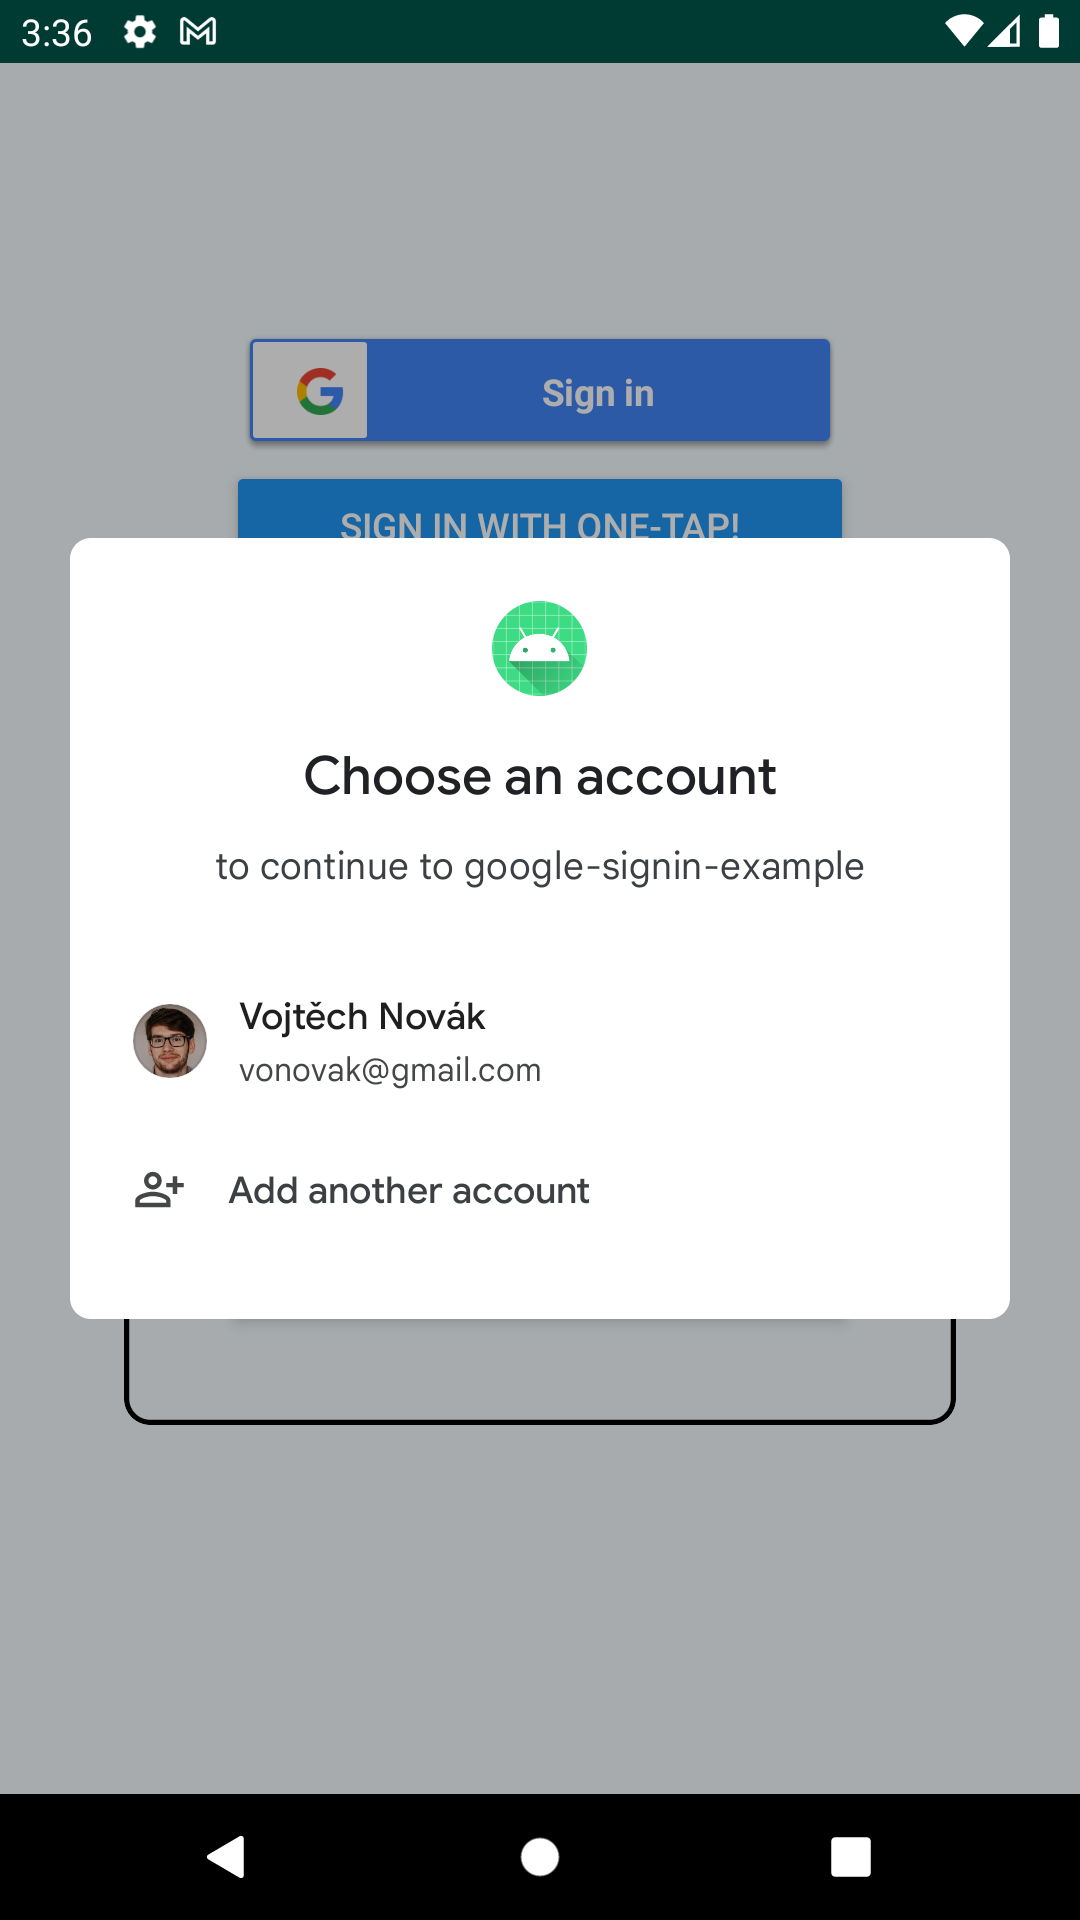 3:36
Sign in
SIGN IN WITH ONE-TAP!
Choose an account
to continue to google-signin-example
Vojtěch Novák
vonovak@gmail.com
Add another account